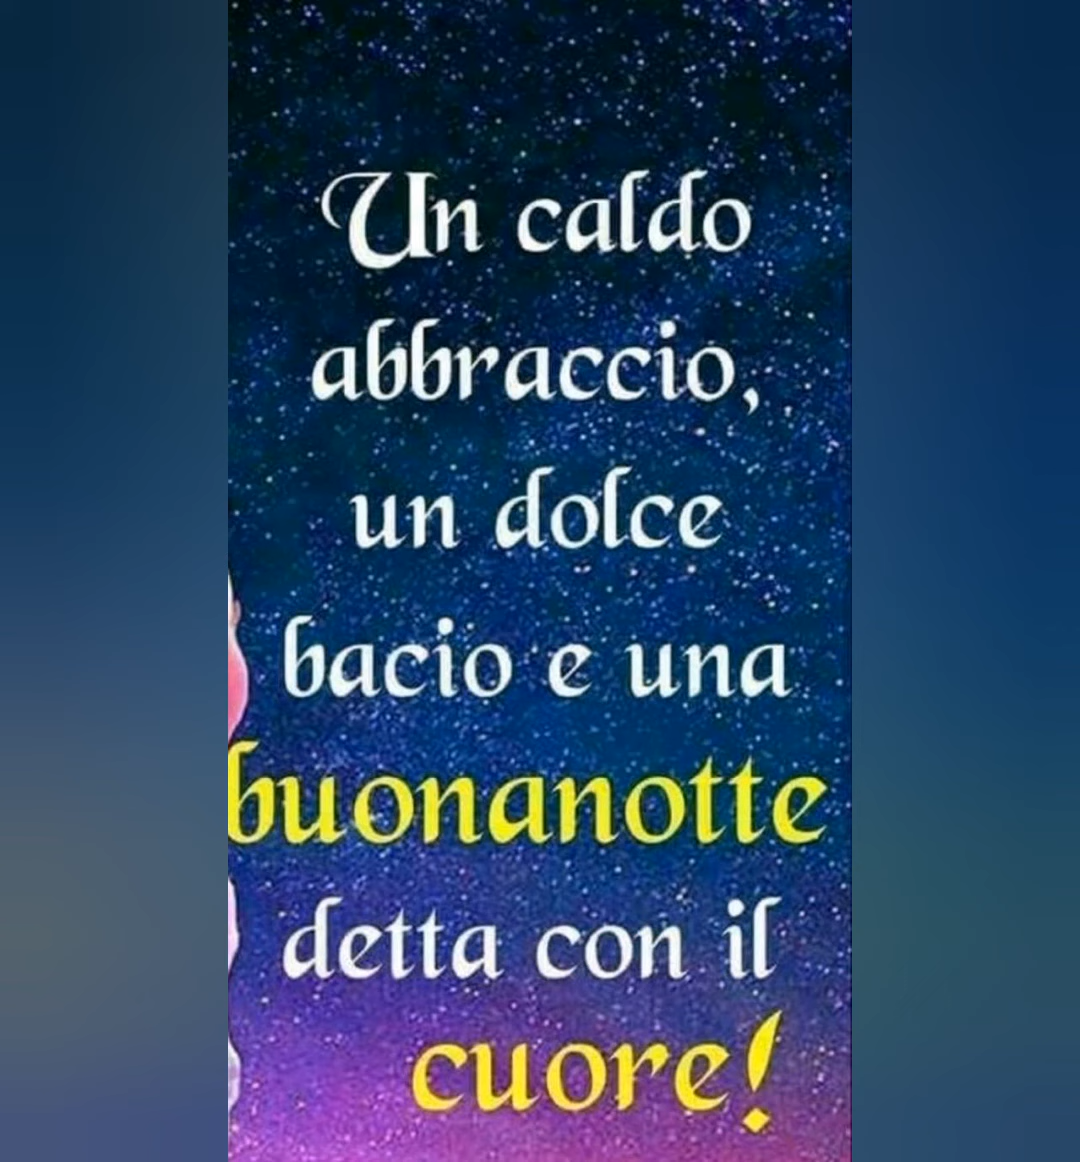 Un caldo
abbraccio,
un dolce
bacio e una
buonanotte
detta con il
cuore!